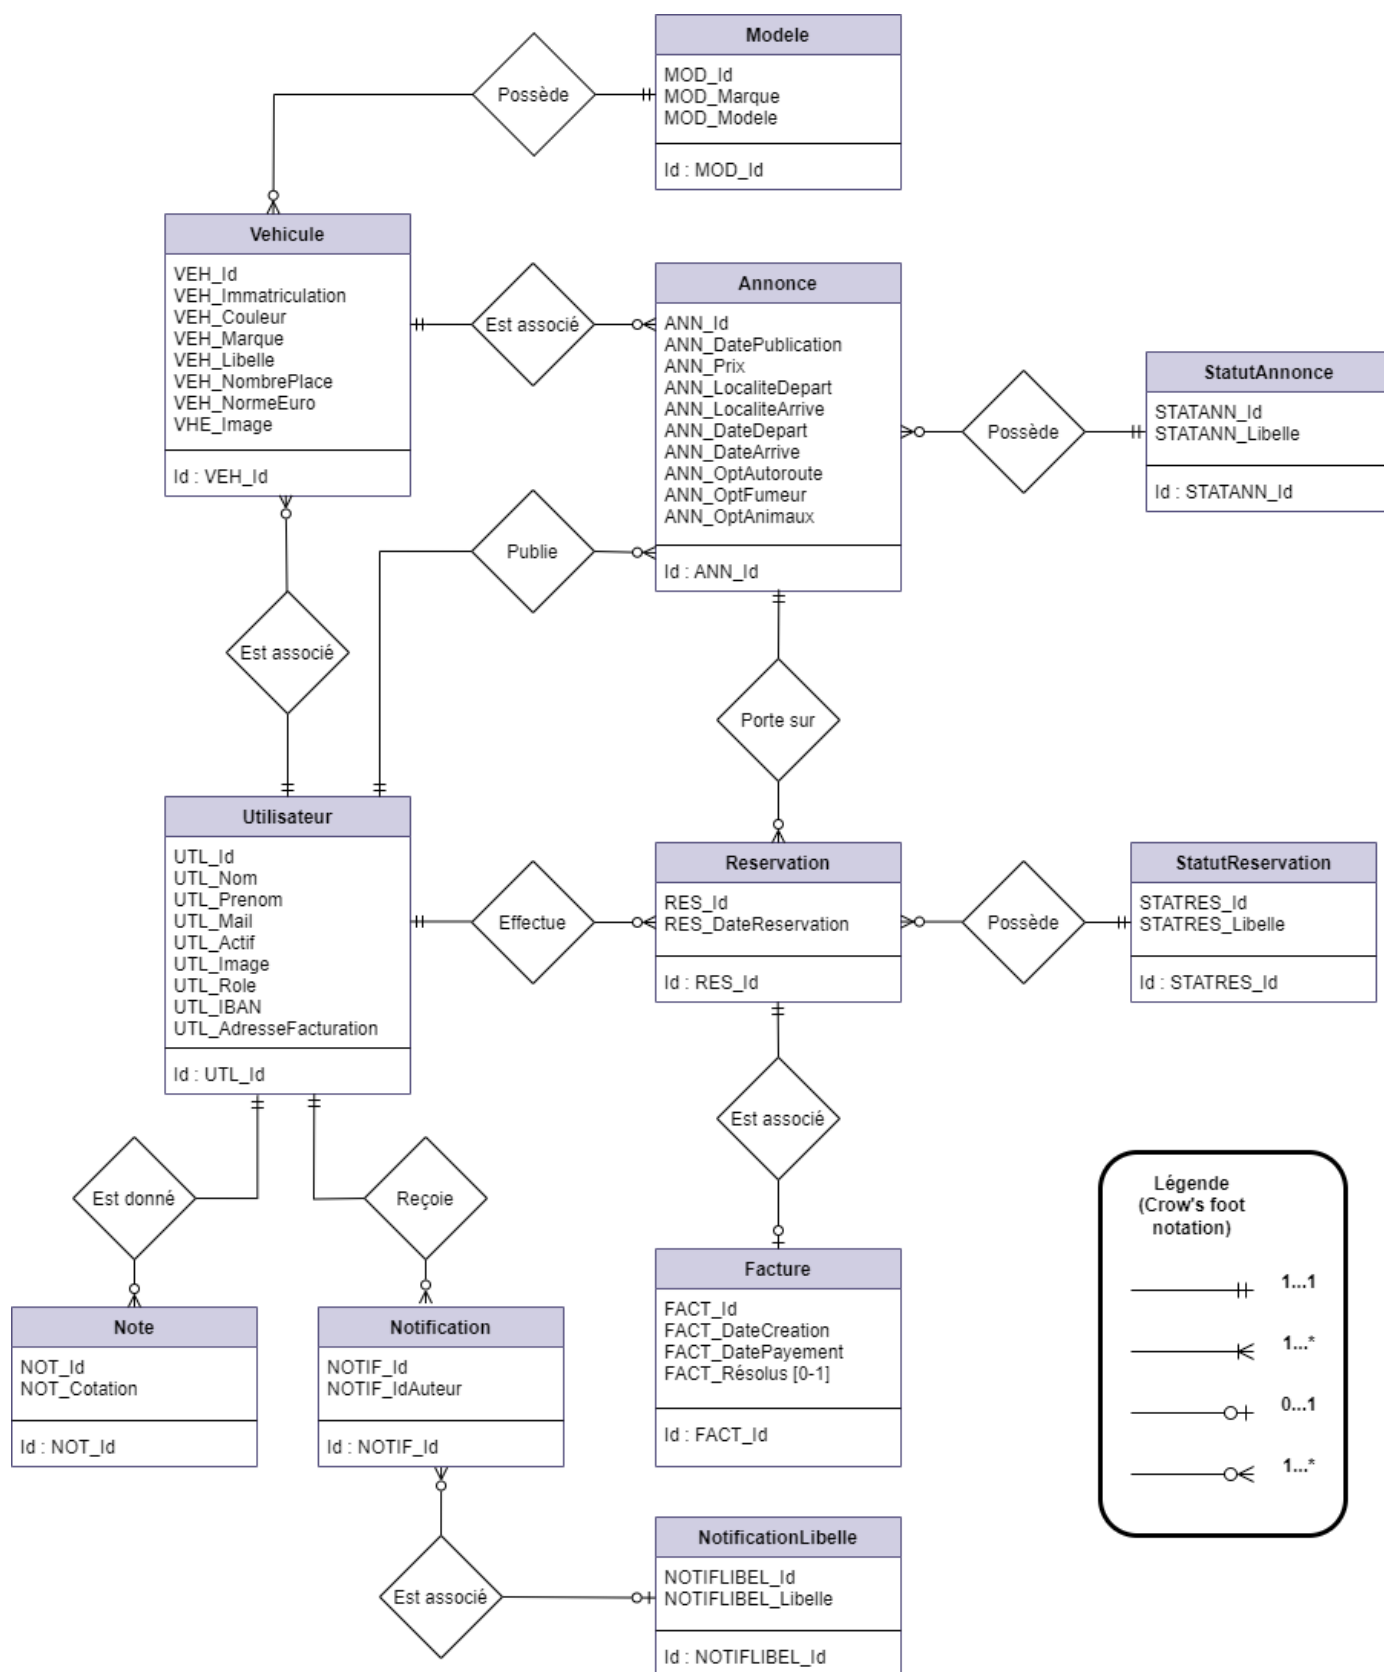 Modele
MOD_Id
MOD_Marque
MOD_Modele
Id : MOD_Id
Possède
Vehicule
VEH_Id
VEH_Immatriculation
VEH_Couleur
VEH_Marque
VEH_Libelle
VEH_NombrePlace
VEH_NormeEuro
VHE_Image
Id : VEH_Id
Est associé
Annonce
ANN_Id
ANN_DatePublication
ANN_Prix
ANN_LocaliteDepart
ANN_LocaliteArrive
ANN_DateDepart
ANN_DateArrive
ANN_OptAutoroute
ANN_OptFumeur
ANN_OptAnimaux
Id : ANN_Id
Possède
StatutAnnonce
STATANN_Id
STATANN_Libelle
Id : STATANN_Id
Publie
Est associé
Porte sur
Utilisateur
UTL_Id
UTL_Nom
UTL_Prenom
UTL_Mail
UTL_Actif
UTL_Image
UTL_Role
UTL_IBAN
UTL_AdresseFacturation
Id : UTL_Id
Effectue
Reservation
RES_Id
RES_DateReservation
Id : RES_Id
Possède
StatutReservation
STATRES_Id
STATRES_Libelle
Id : STATRES_Id
Est associé
Est donné
Reçoie
Note
NOT_Id
NOT_Cotation
Id : NOT_Id
Notification
NOTIF_Id
NOTIF_IdAuteur
Id : NOTIF_Id
Facture
FACT_Id
FACT_DateCreation
FACT_DatePayement
FACT_Résolus [0-1]
Id : FACT_Id
Légende
(Crow's foot
notation)
1...1
1...*
0...1
1...*
Est associé
NotificationLibelle
NOTIFLIBEL_Id
NOTIFLIBEL_Libelle
Id : NOTIFLIBEL_Id